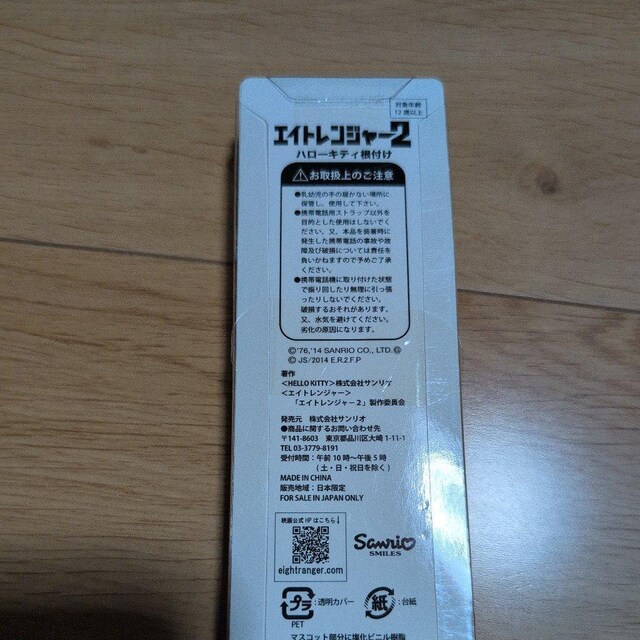 対象年齢
12歳以上
エイトレンジャー2
ハローキティ根付け
お取扱上のご注意
●乳幼児の手の届かない場所に
保管し、使用して下さい。
●携帯電話用ストラップ以外を
目的とした使用はしないでく
ださい。又、本品を装着時に
発生した携帯電話の事故や故
障及び破損については責任を
負いかねますので予めご了承
ください。
●携帯電話機に取り付けた状態
で振り回したり無理に引っ張
ったりしないでください。
破損するおそれがあります。
又、水気を避けてください。
劣化の原因になります。
©'76,'14 SANRIO CO., LTD. Ⓖ
© JS/2014 E.R.2.F.P
著作
<HELLO KITTY>株式会社サンリオ
<エイトレンジャー>
「エイトレンジャー2」製作委員会
発売元 株式会社サンリオ
●商品に関するお問い合わせ先
〒141-8603 東京都品川区大崎1-11-1
TEL 03-3779-8191
受付時間:午前10時～午後5時
(土・日・祝日を除く)
MADE IN CHINA
販売地域:日本限定
FOR SALE IN JAPAN ONLY
映画公式HPはこちら↓
eightranger.com
Sanrio
SMILES
プラ:透明カバー
PET
紙:台紙
マスコット部分に塩化ビニル樹脂